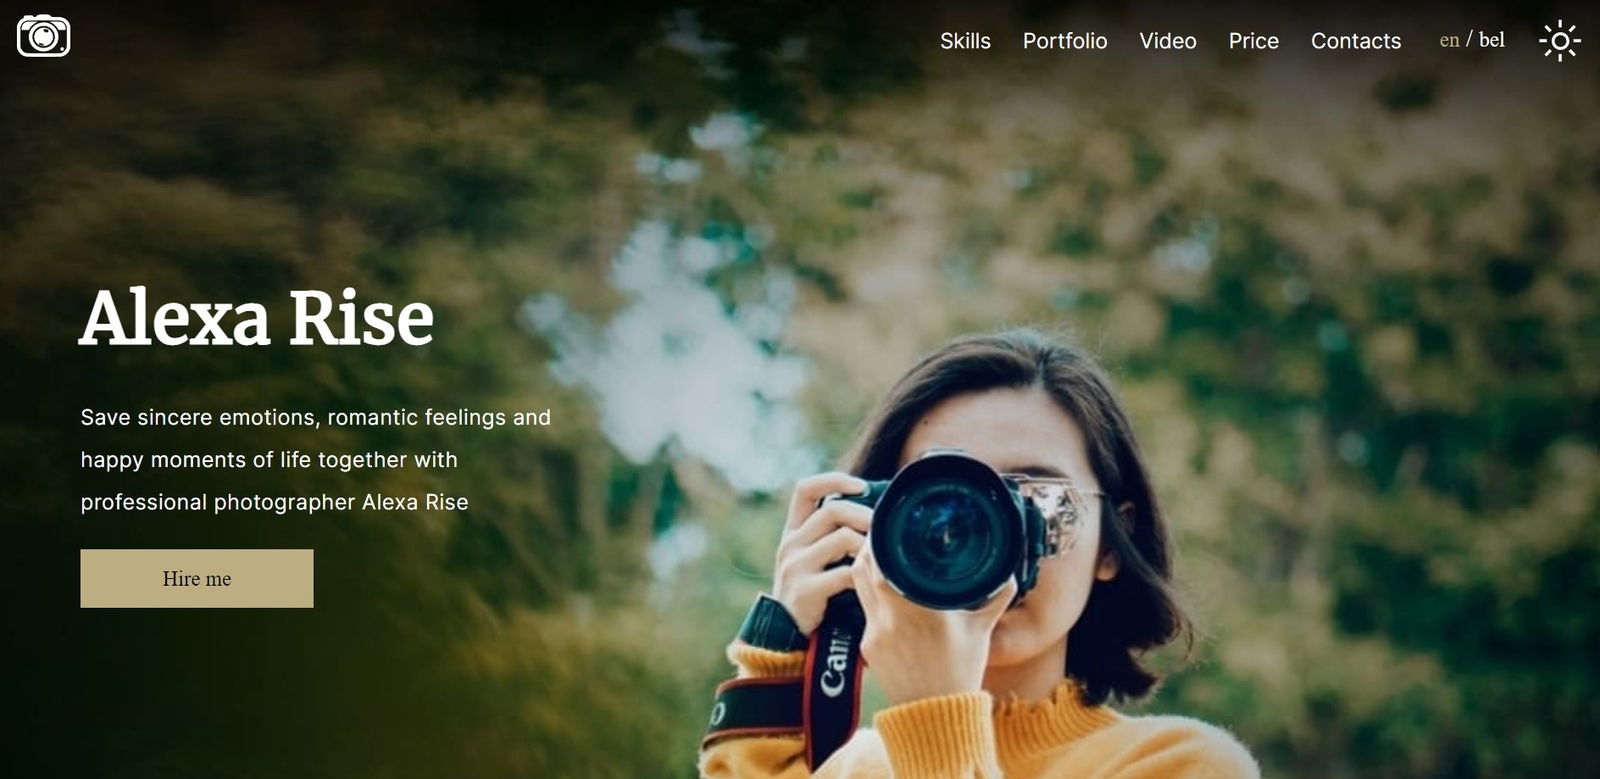 Skills Portfolio Video Price Contacts en / bel
Alexa Rise
Save sincere emotions, romantic feelings and
happy moments of life together with
professional photographer Alexa Rise
Hire me